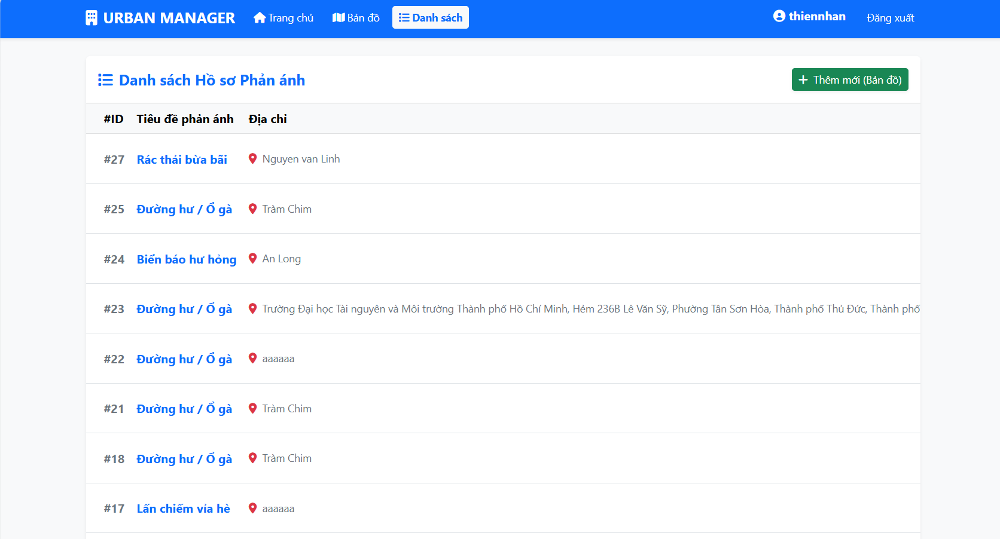 URBAN MANAGER Trang chủ Bản đồ Danh sách thiennhan Đăng xuất
Danh sách Hồ sơ Phản ánh + Thêm mới (Bản đồ)
#ID Tiêu đề phản ánh Địa chỉ
#27 Rác thải bừa bãi Nguyen van Linh
#25 Đường hư / Ổ gà Tràm Chim
#24 Biển báo hư hỏng An Long
#23 Đường hư / Ổ gà Trường Đại học Tài nguyên và Môi trường Thành phố Hồ Chí Minh, Hẻm 236B Lê Văn Sỹ, Phường Tân Sơn Hòa, Thành phố Thủ Đức, Thành phố
#22 Đường hư / Ổ gà aaaaaa
#21 Đường hư / Ổ gà Tràm Chim
#18 Đường hư / Ổ gà Tràm Chim
#17 Lấn chiếm vỉa hè aaaaaa